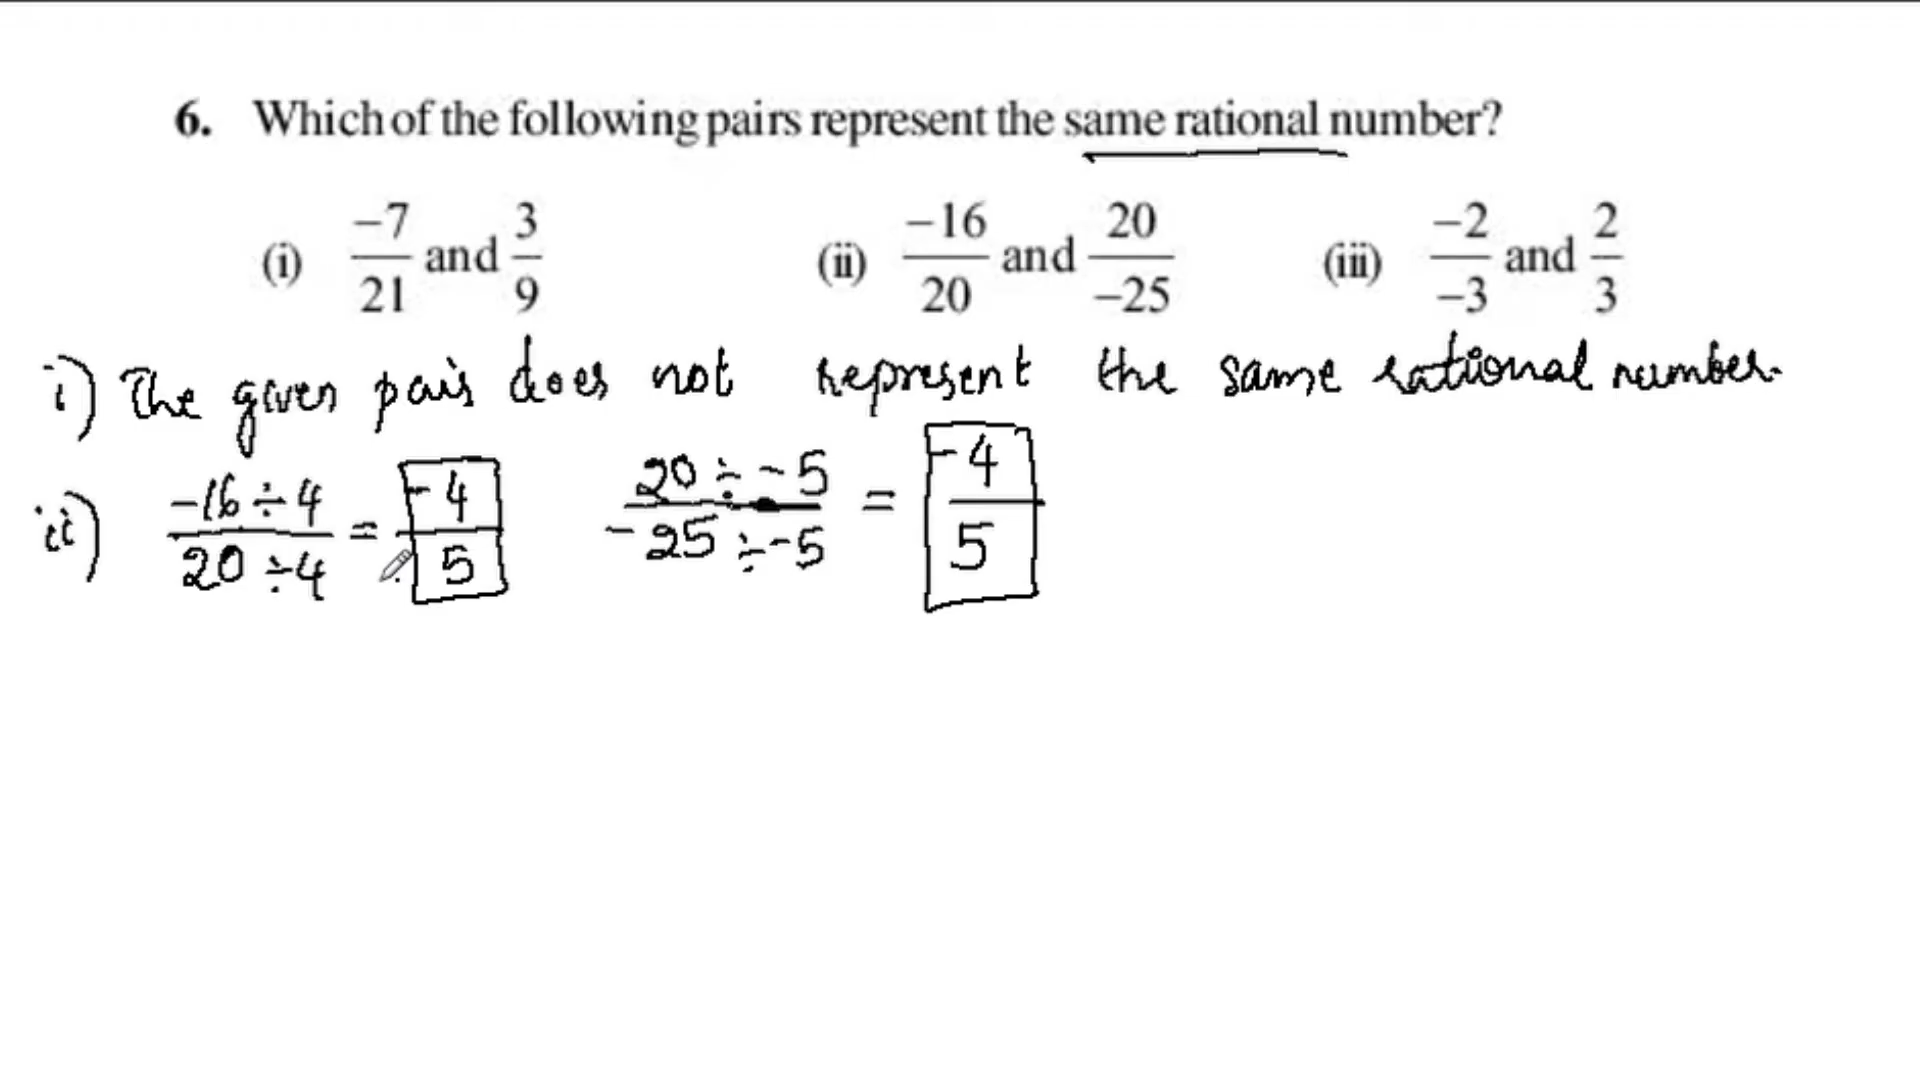 6. Which of the following pairs represent the same rational number?
(i) −7/21 and 3/9 (ii) −16/20 and 20/−25 (iii) −2/−3 and 2/3
i) The given pair does not represent the same rational number.
ii) −16÷4/20÷4 = −4/5 20÷−5/−25÷−5 = −4/5